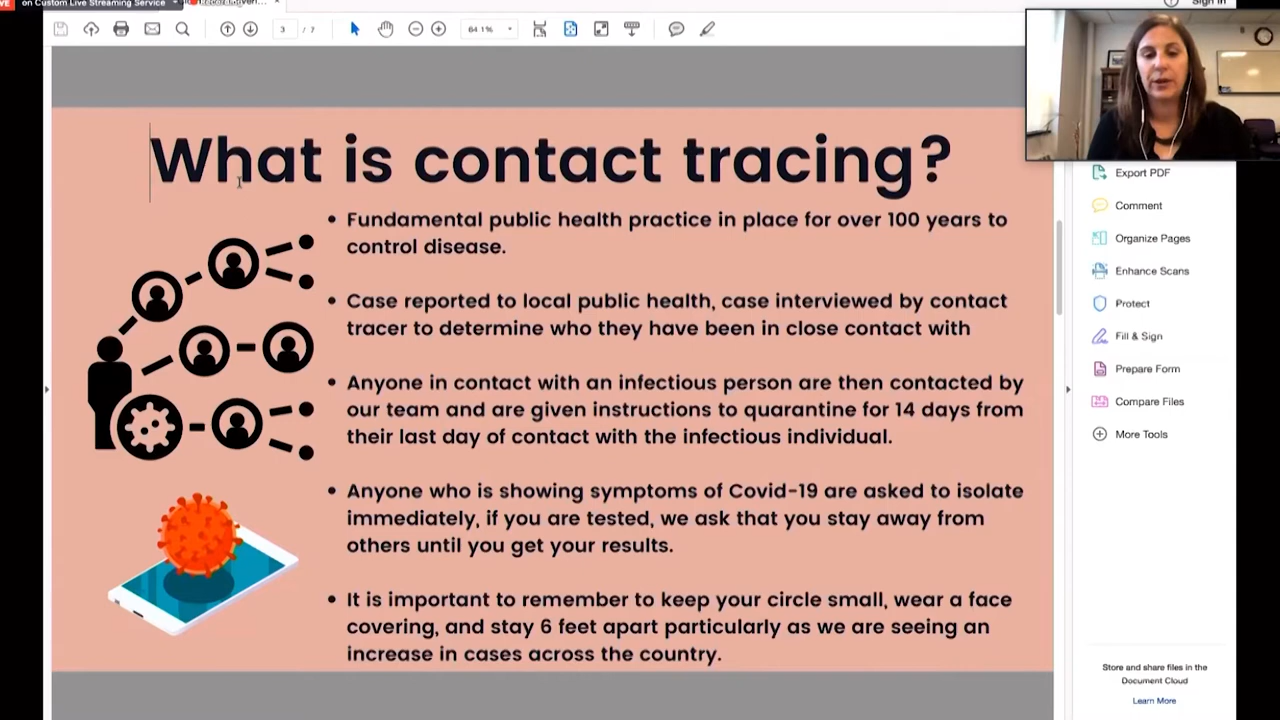 on Custom Live Streaming Service
Sign In
3 / 7
64.1%
What is contact tracing?
• Fundamental public health practice in place for over 100 years to
control disease.
• Case reported to local public health, case interviewed by contact
tracer to determine who they have been in close contact with
• Anyone in contact with an infectious person are then contacted by
our team and are given instructions to quarantine for 14 days from
their last day of contact with the infectious individual.
• Anyone who is showing symptoms of Covid-19 are asked to isolate
immediately, if you are tested, we ask that you stay away from
others until you get your results.
• It is important to remember to keep your circle small, wear a face
covering, and stay 6 feet apart particularly as we are seeing an
increase in cases across the country.
Export PDF
Comment
Organize Pages
Enhance Scans
Protect
Fill & Sign
Prepare Form
Compare Files
More Tools
Store and share files in the
Document Cloud
Learn More